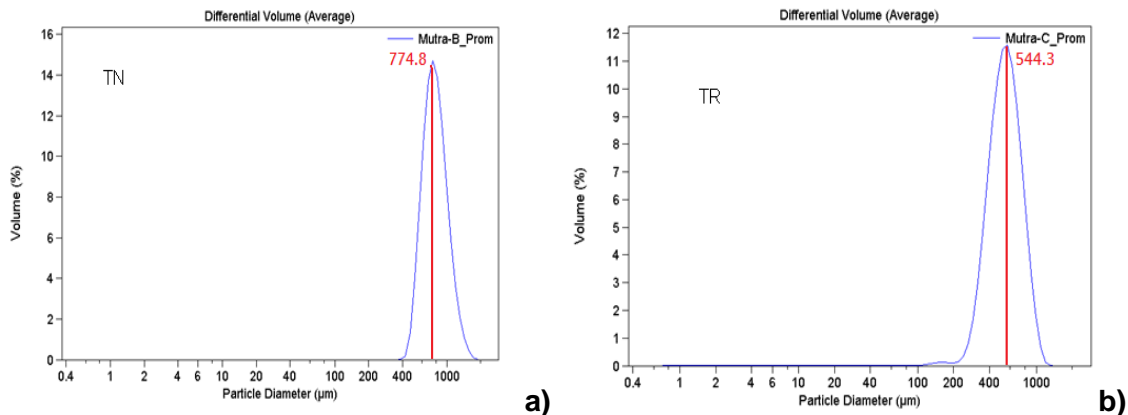 Differential Volume (Average)
16
14
12
10
8
6
4
2
0
Volume (%)
TN
774.8
Mutra-B_Prom
0.4 1 2 4 6 10 20 40 60 100 200 400 1000
Particle Diameter (µm)
a)
Differential Volume (Average)
12
11
10
9
8
7
6
5
4
3
2
1
0
Volume (%)
TR
Mutra-C_Prom
544.3
0.4 1 2 4 6 10 20 40 60 100 200 400 1000
Particle Diameter (µm)
b)